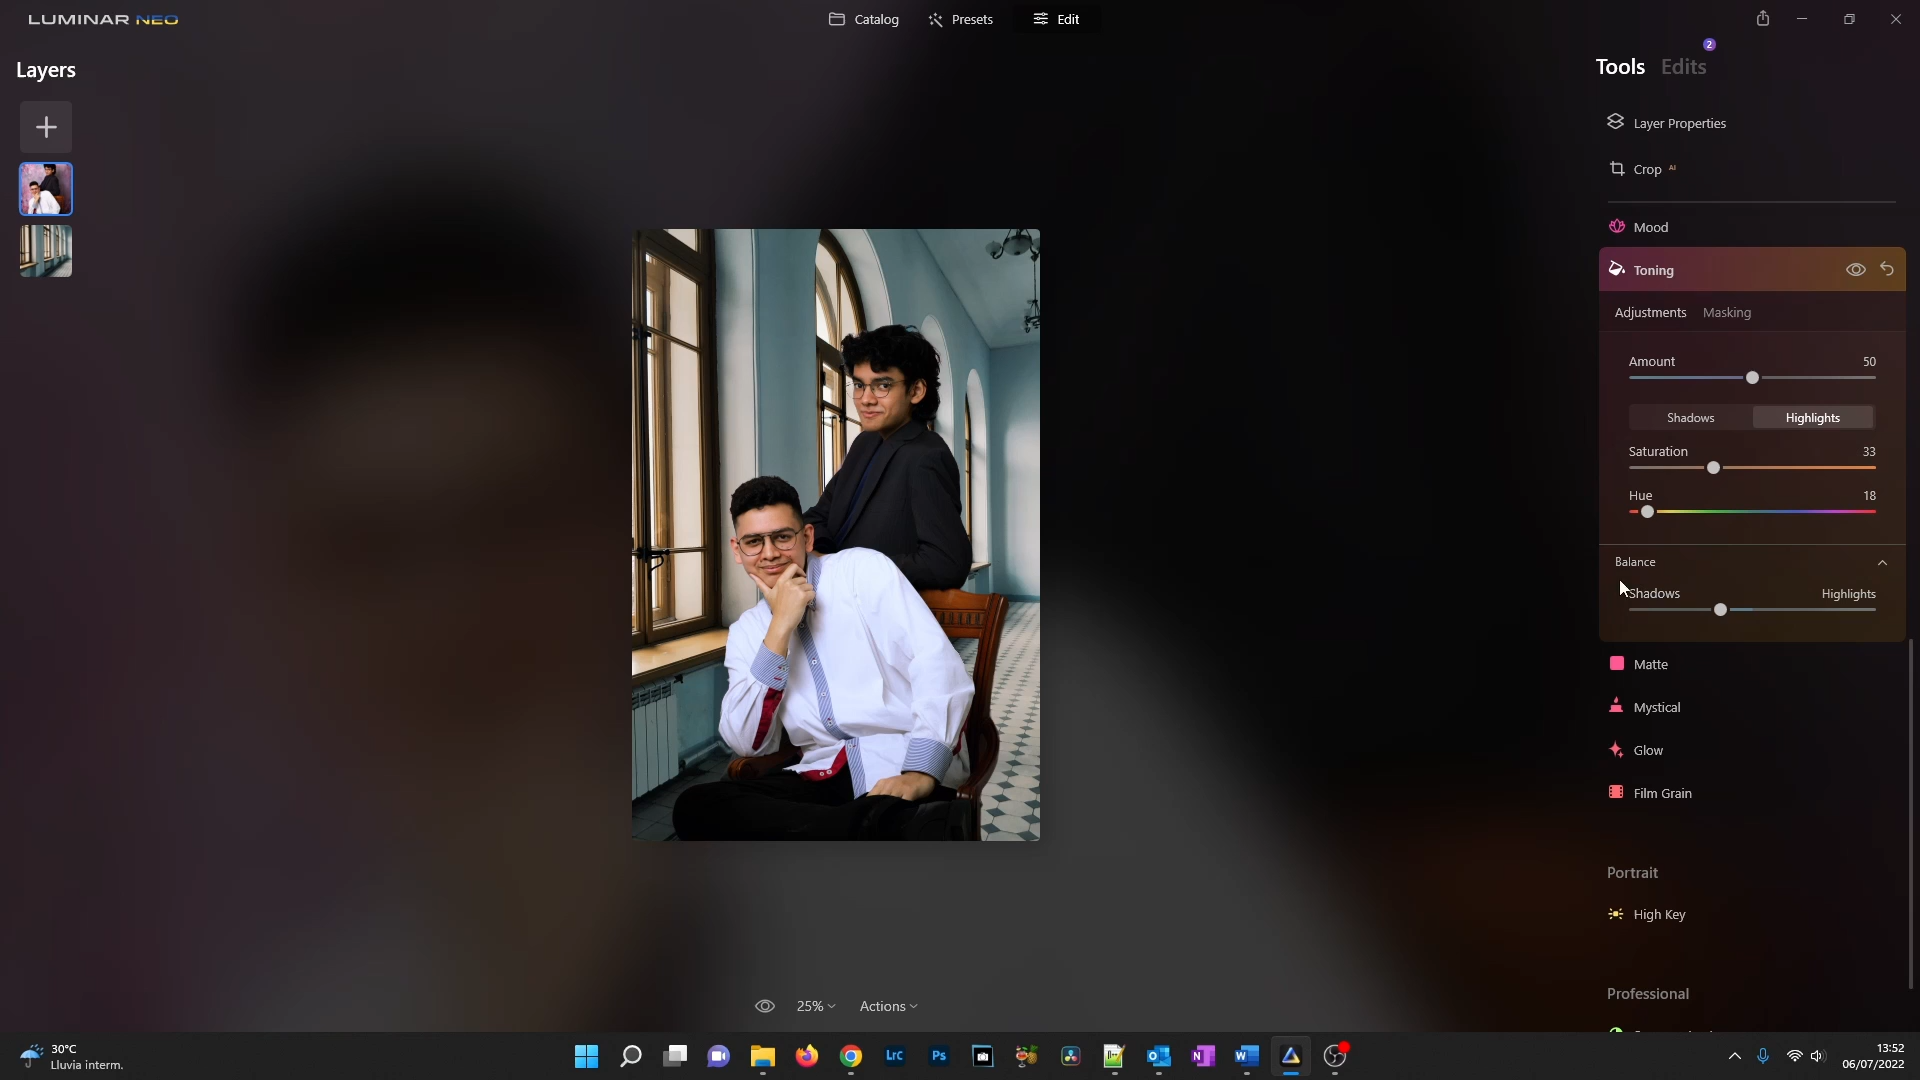 LUMINAR NEO
Catalog
Presets
Edit
Layers
2
Tools
Edits
Layer Properties
Crop AI
Mood
Toning
Adjustments
Masking
Amount 50
Shadows
Highlights
Saturation 33
Hue 18
Balance
Shadows
Highlights
Matte
Mystical
Glow
Film Grain
Portrait
High Key
Professional
25%
Actions
30°C
Lluvia interm.
LrC
Ps
N
W
13:52
06/07/2022